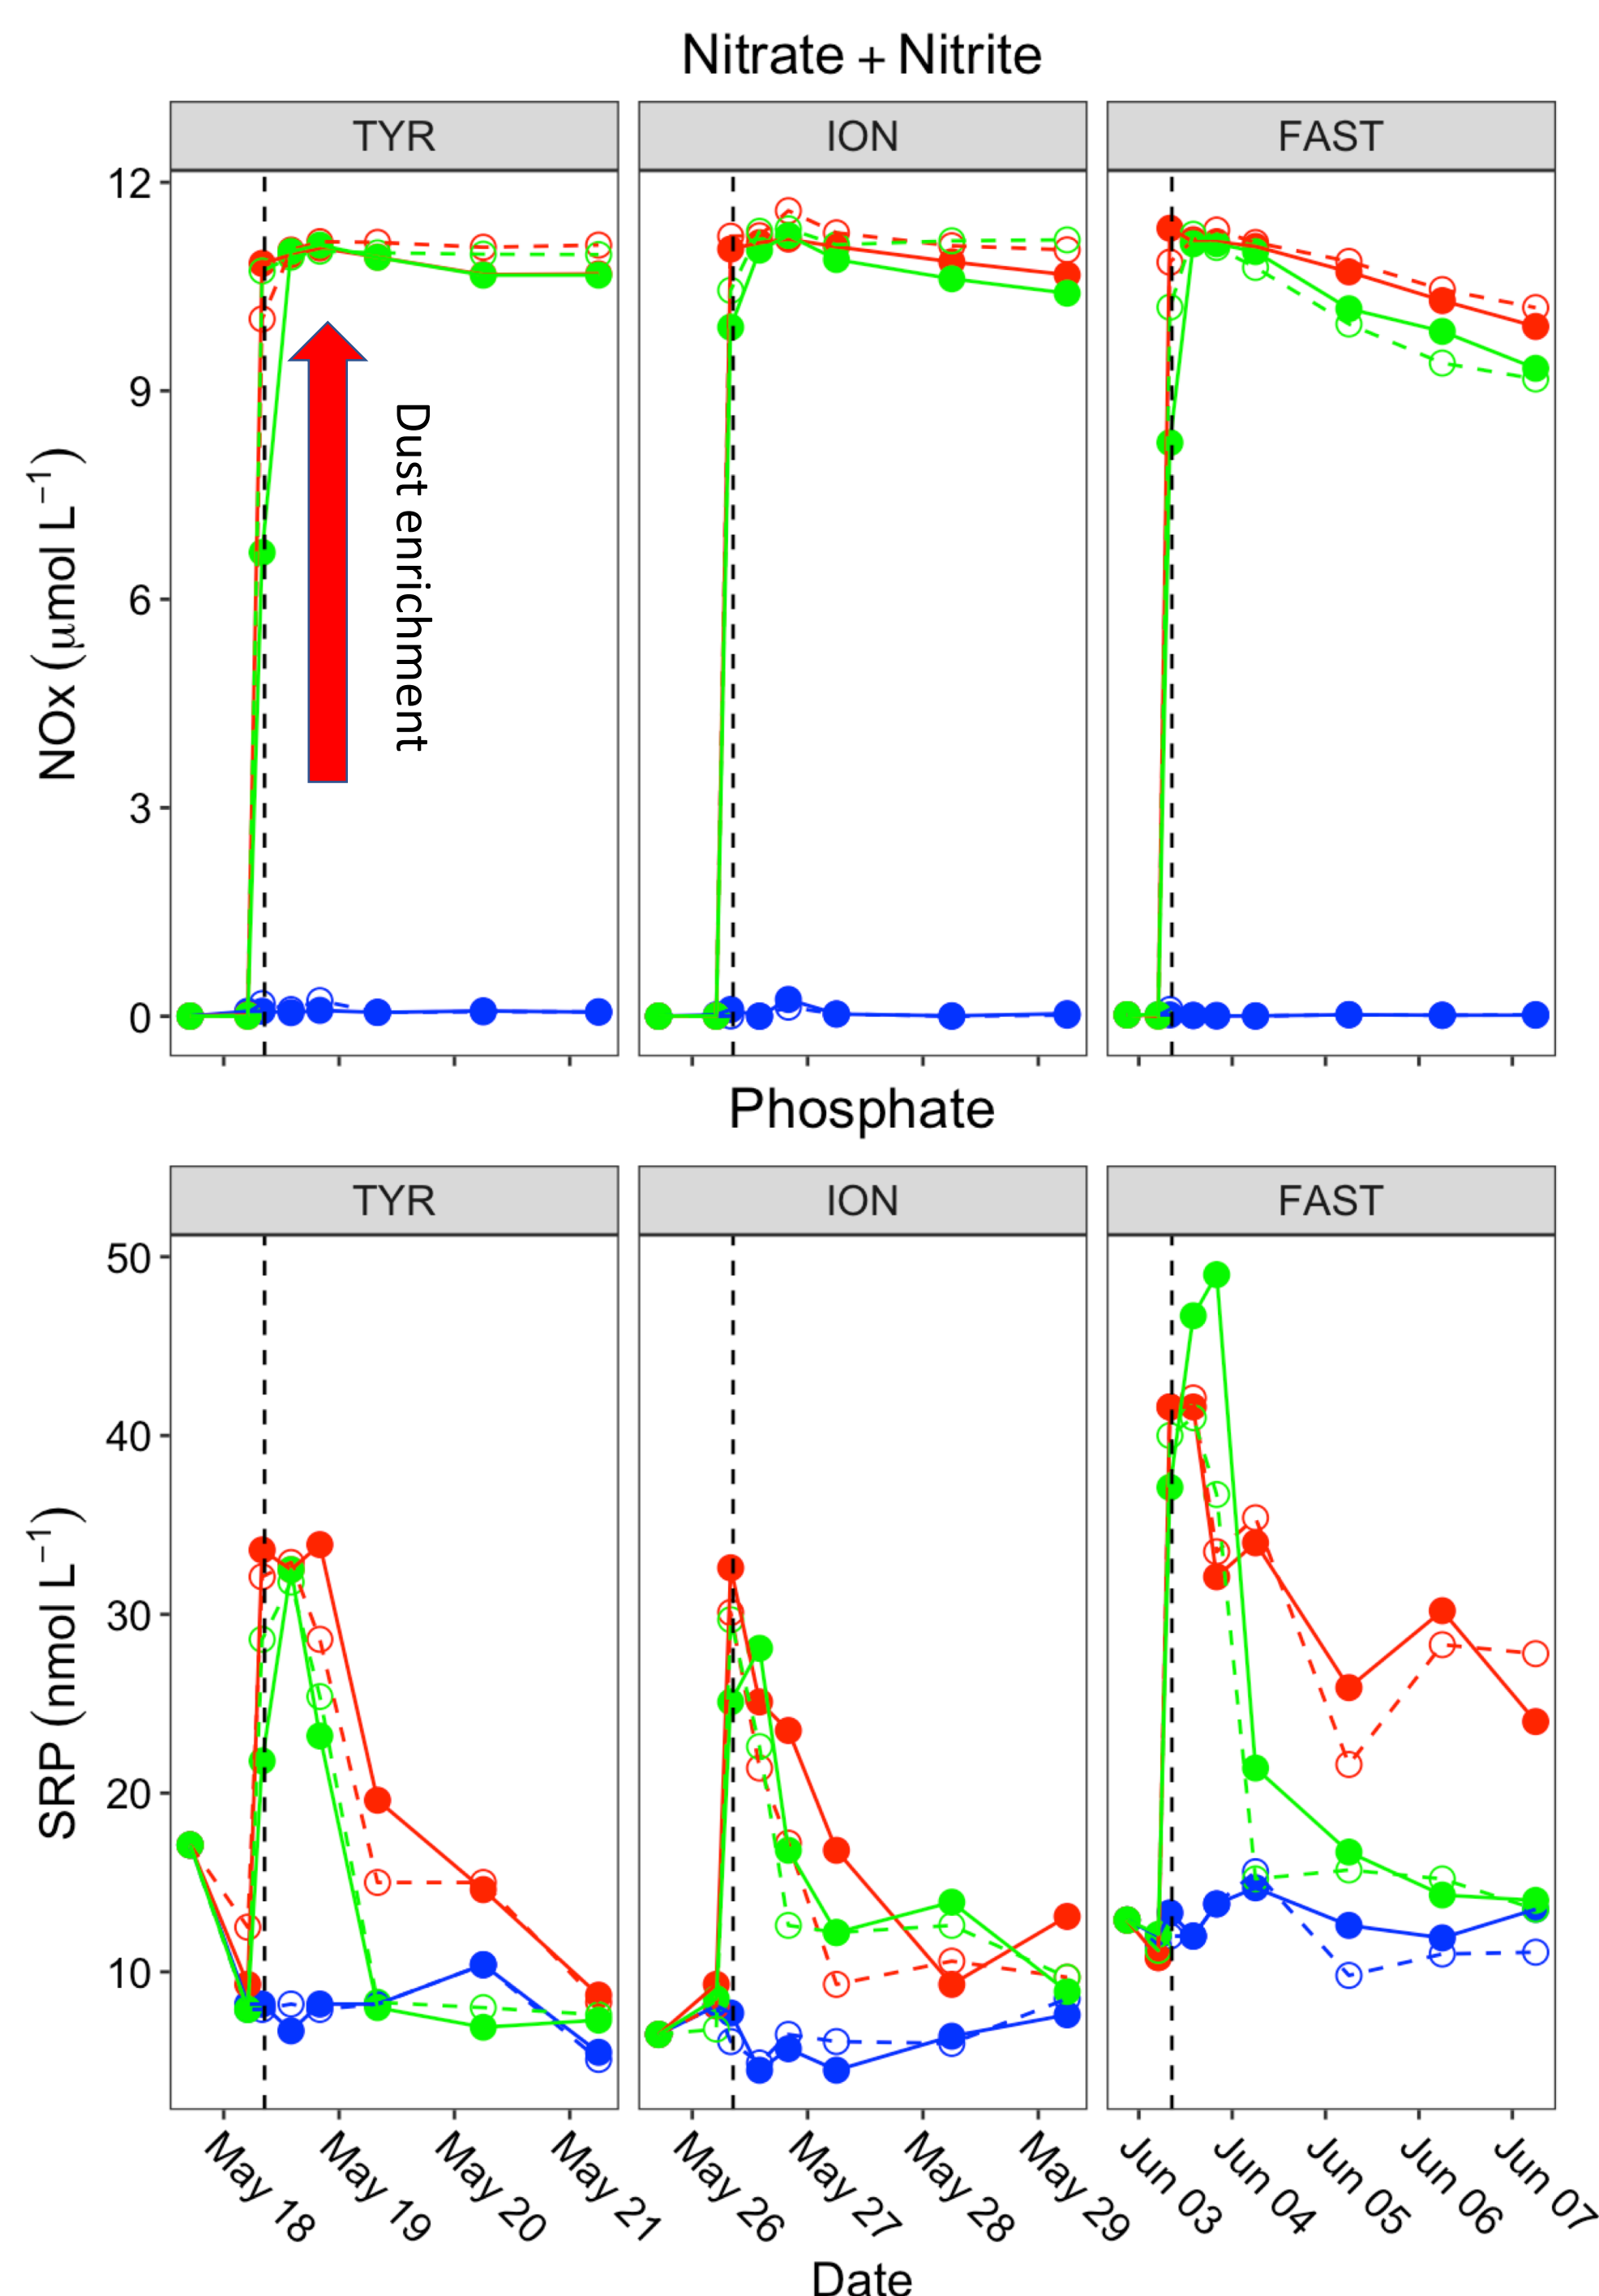 Nitrate + Nitrite
TYR ION FAST
12
9
6
3
0
NOx (μmol L⁻¹)
Dust enrichment
Phosphate
TYR ION FAST
50
40
30
20
10
SRP (nmol L⁻¹)
May 18 May 19 May 20 May 21 May 26 May 27 May 28 May 29 Jun 03 Jun 04 Jun 05 Jun 06 Jun 07
Date